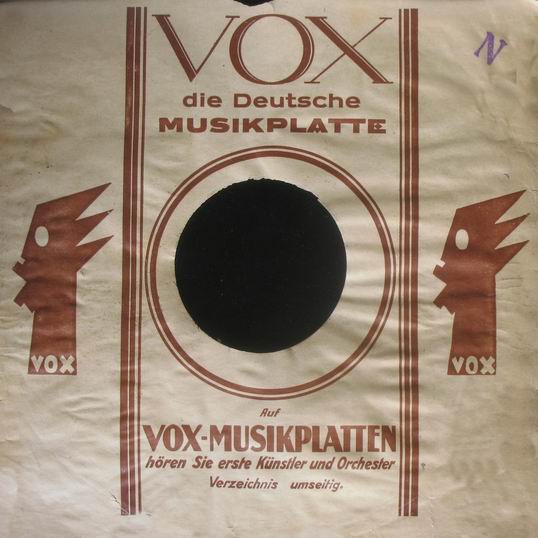 VOX
die Deutsche
MUSIKPLATTE
N
VOX
VOX
Auf
VOX-MUSIKPLATTEN
hören Sie erste Künstler und Orchester
Verzeichnis umseitig.